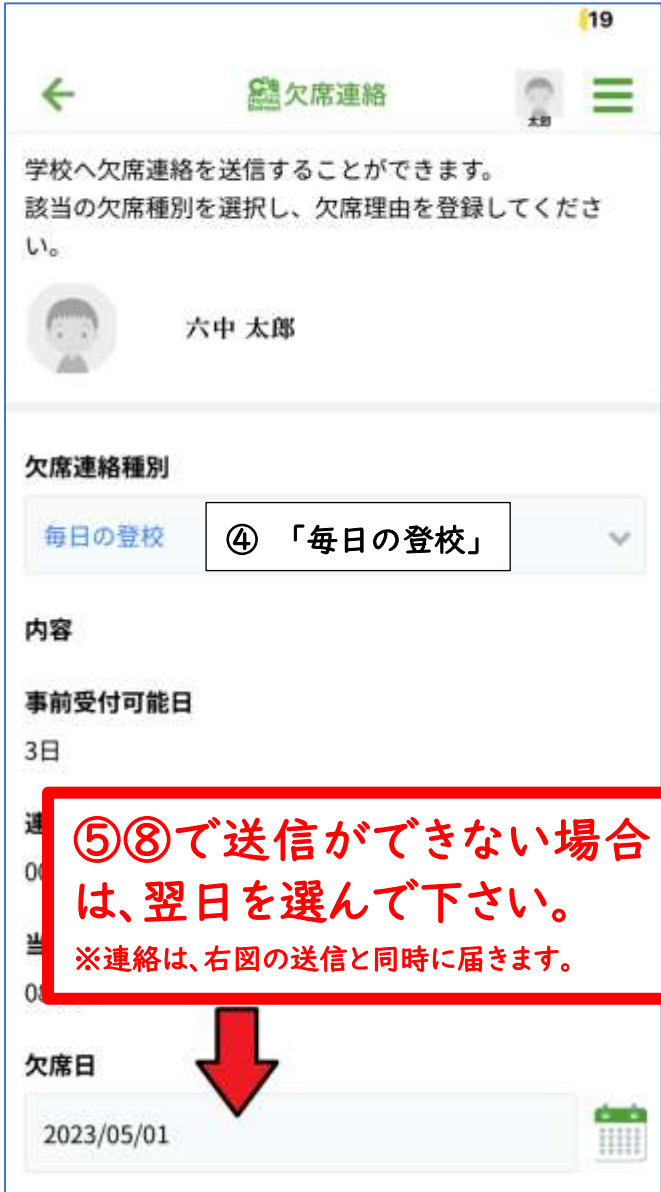 19
欠席連絡
太郎
学校へ欠席連絡を送信することができます。
該当の欠席種別を選択し、欠席理由を登録してくださ
い。
六中 太郎
欠席連絡種別
毎日の登校
④ 「毎日の登校」
内容
事前受付可能日
3日
⑤⑧で送信ができない場合
は、翌日を選んで下さい。
※連絡は、右図の送信と同時に届きます。
欠席日
2023/05/01